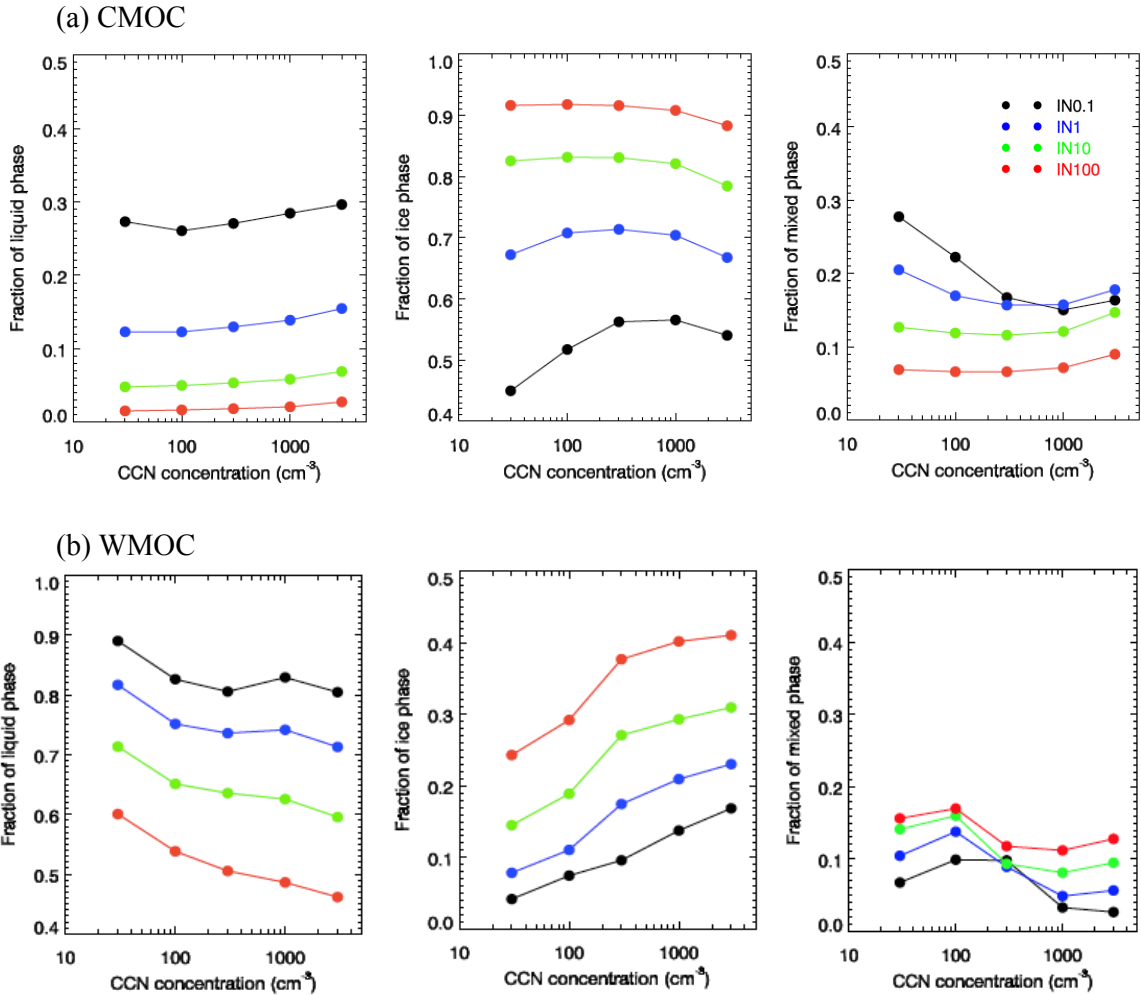 (a) CMOC
0.5
0.4
0.3
0.2
0.1
0.0
Fraction of liquid phase
10 100 1000
CCN concentration (cm⁻³)
1.0
0.9
0.8
0.7
0.6
0.5
0.4
Fraction of ice phase
10 100 1000
CCN concentration (cm⁻³)
0.5
0.4
0.3
0.2
0.1
0.0
Fraction of mixed phase
IN0.1
IN1
IN10
IN100
10 100 1000
CCN concentration (cm⁻³)
(b) WMOC
1.0
0.9
0.8
0.7
0.6
0.5
0.4
Fraction of liquid phase
10 100 1000
CCN concentration (cm⁻³)
0.5
0.4
0.3
0.2
0.1
0.0
Fraction of ice phase
10 100 1000
CCN concentration (cm⁻³)
0.5
0.4
0.3
0.2
0.1
0.0
Fraction of mixed phase
10 100 1000
CCN concentration (cm⁻³)